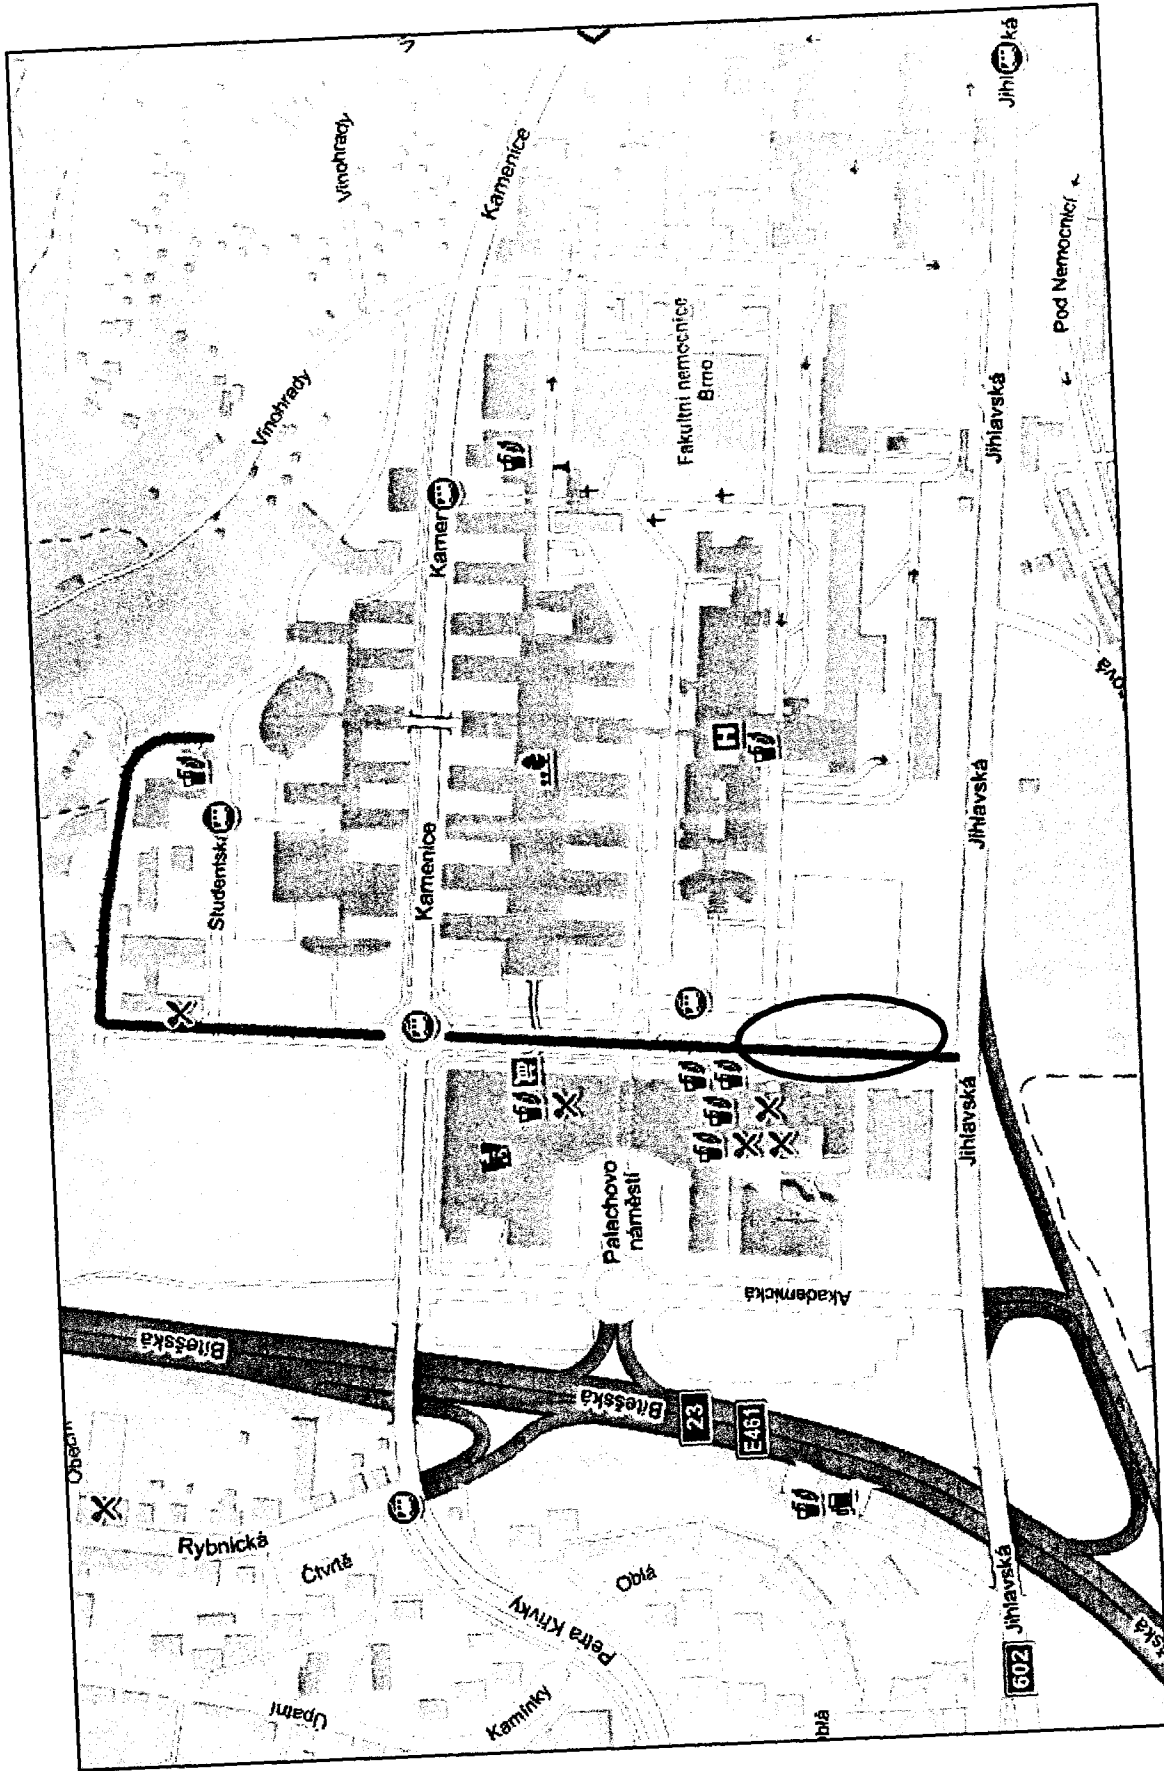 Vinohrady
Kamenice
Pod Nemocnicí
Vinohrady
Fakultní nemocnice
Brno
Jihlavská
Studentská
Kamenice
Jihlavská
Jihlavská
Palachovo
náměstí
Akademická
Bítešská
Bítešská
23
E461
H
Rybnická
Čtvrtě
Oblá
Petra Křivky
Jihlavská
602
Úpatní
Kamínky